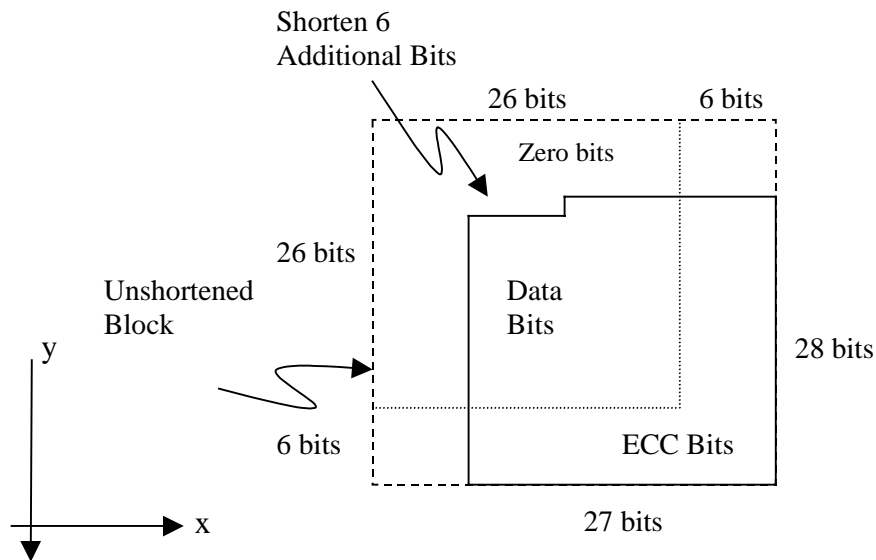 Shorten 6
Additional Bits
26 bits
6 bits
Zero bits
26 bits
Unshortened
Block
Data
Bits
y
28 bits
6 bits
ECC Bits
27 bits
x